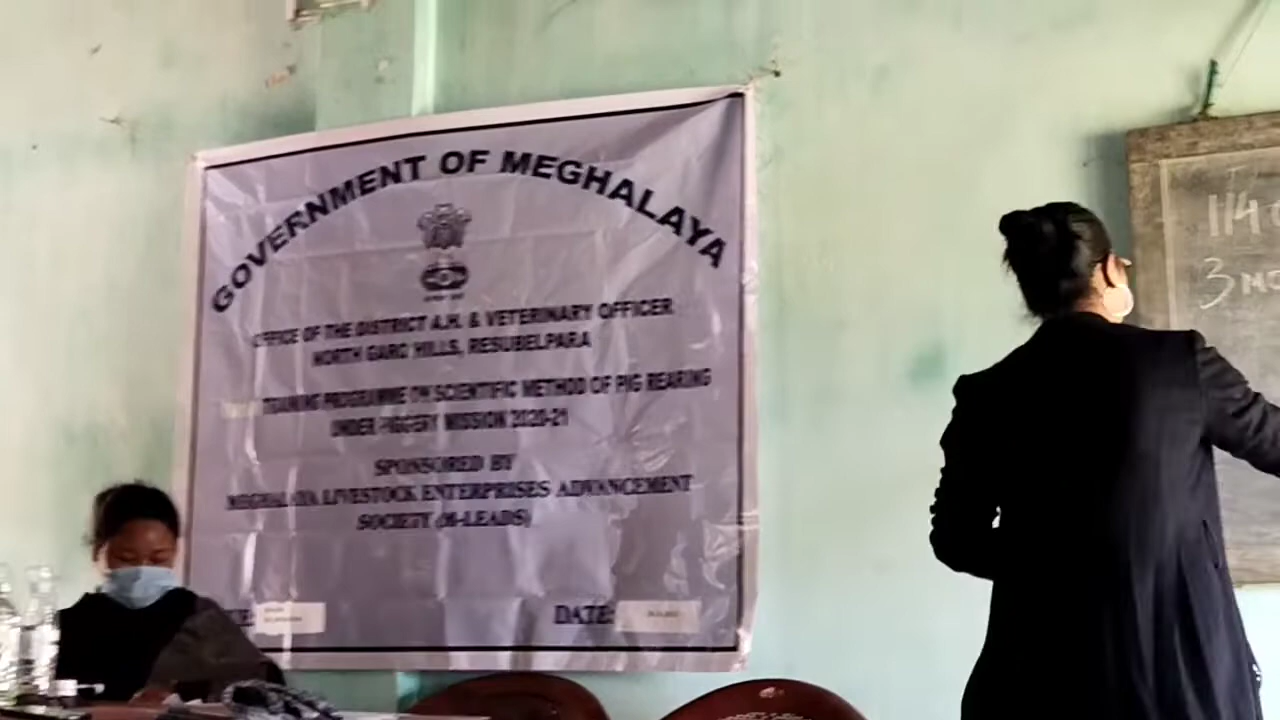 GOVERNMENT OF MEGHALAYA
OFFICE OF THE DISTRICT A.H. & VETERINARY OFFICER
NORTH GARO HILLS, RESUBELPARA
TRAINING PROGRAMME ON SCIENTIFIC METHOD OF PIG REARING
UNDER PIGGERY MISSION 2020-21
SPONSORED BY
MEGHALAYA LIVESTOCK ENTERPRISES ADVANCEMENT
SOCIETY (M-LEADS)
DATE:
114
3